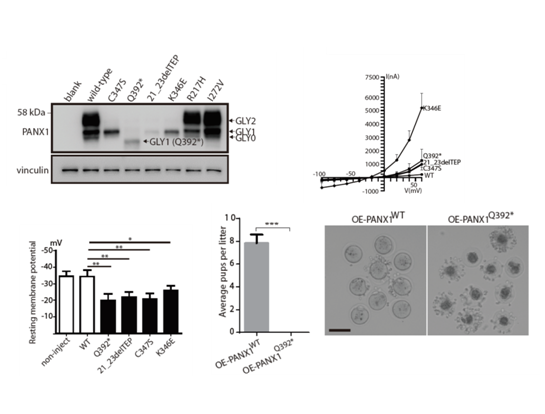 blank
wild-type
C347S
Q392*
21_23delTEP
K346E
R217H
I272V
58 kDa
PANX1
GLY2
GLY1
GLY0
GLY1 (Q392*)
vinculin
I(nA)
7500
7000
6000
5000
4000
3000
2000
1000
-1000
-100
-50
50
V(mV)
K346E
Q392*
21_23delTEP
C347S
WT
mV
-50
-40
-30
-20
-10
Resting membrane potential
*
**
**
**
non-inject
WT
Q392*
21_23delTEP
C347S
K346E
Average pups per litter
10
8
6
4
2
0
***
OE-PANX1WT
OE-PANX1Q392*
OE-PANX1WT
OE-PANX1Q392*